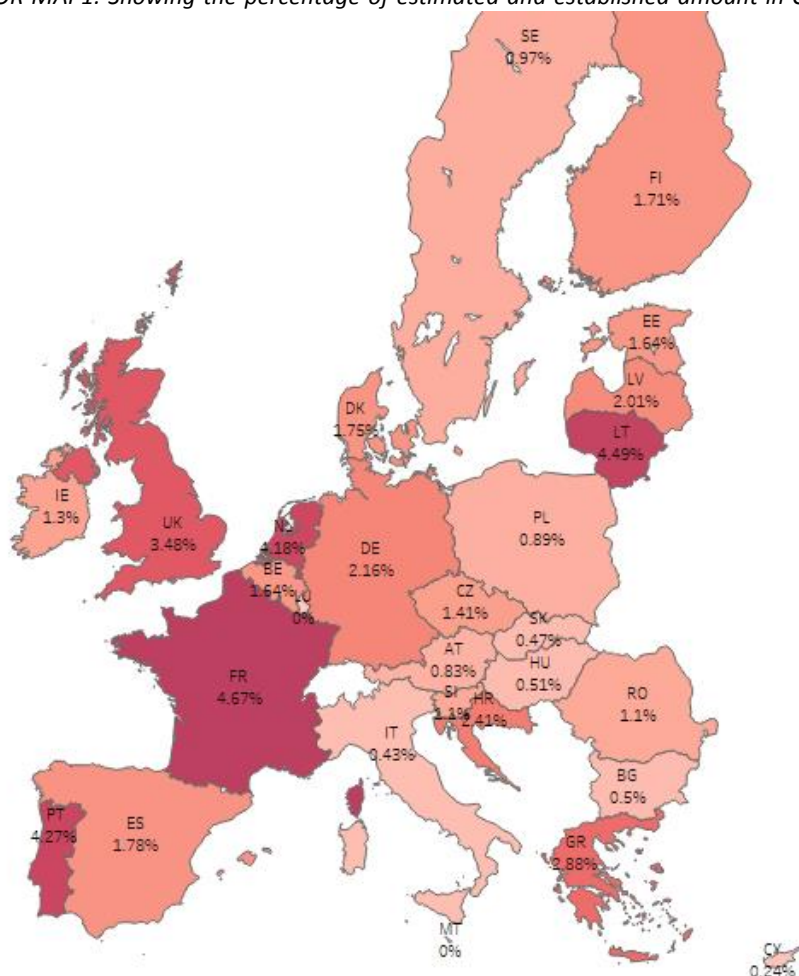 OR MAP1: Showing the percentage of estimated and established amount in
SE
0.97%
FI
1.71%
EE
1.64%
LV
2.01%
LT
4.49%
DK
1.75%
IE
1.3%
UK
3.48%
NL
4.18%
BE
1.64%
LU
0%
DE
2.16%
PL
0.89%
CZ
1.41%
SK
0.47%
AT
0.83%
HU
0.51%
SI
1.1%
HR
2.41%
RO
1.1%
FR
4.67%
IT
0.43%
BG
0.5%
PT
4.27%
ES
1.78%
GR
2.88%
MT
0%
CY
0.24%